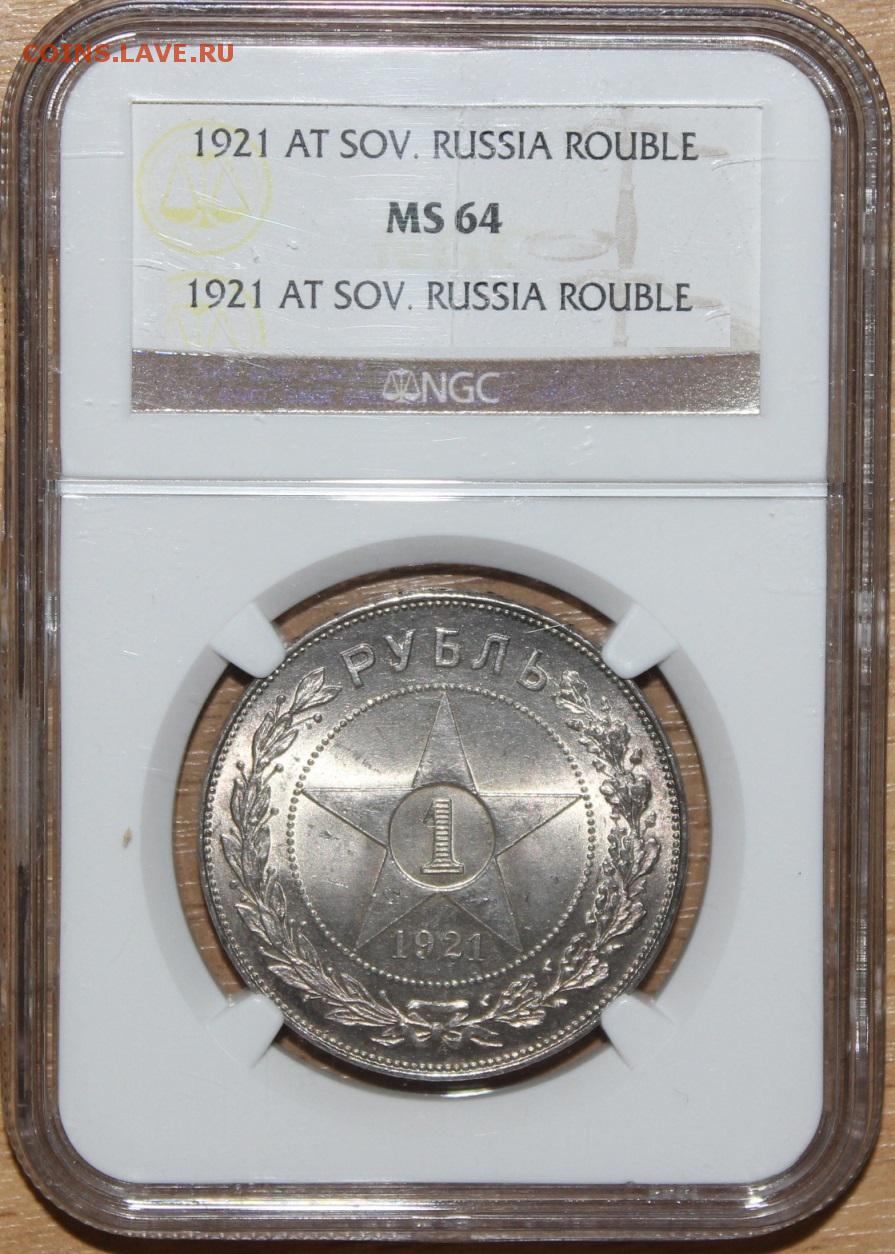 COINS.LAVE.RU
1921 AT SOV. RUSSIA ROUBLE
MS 64
1921 AT SOV. RUSSIA ROUBLE
NGC
РУБЛЬ
1
1921